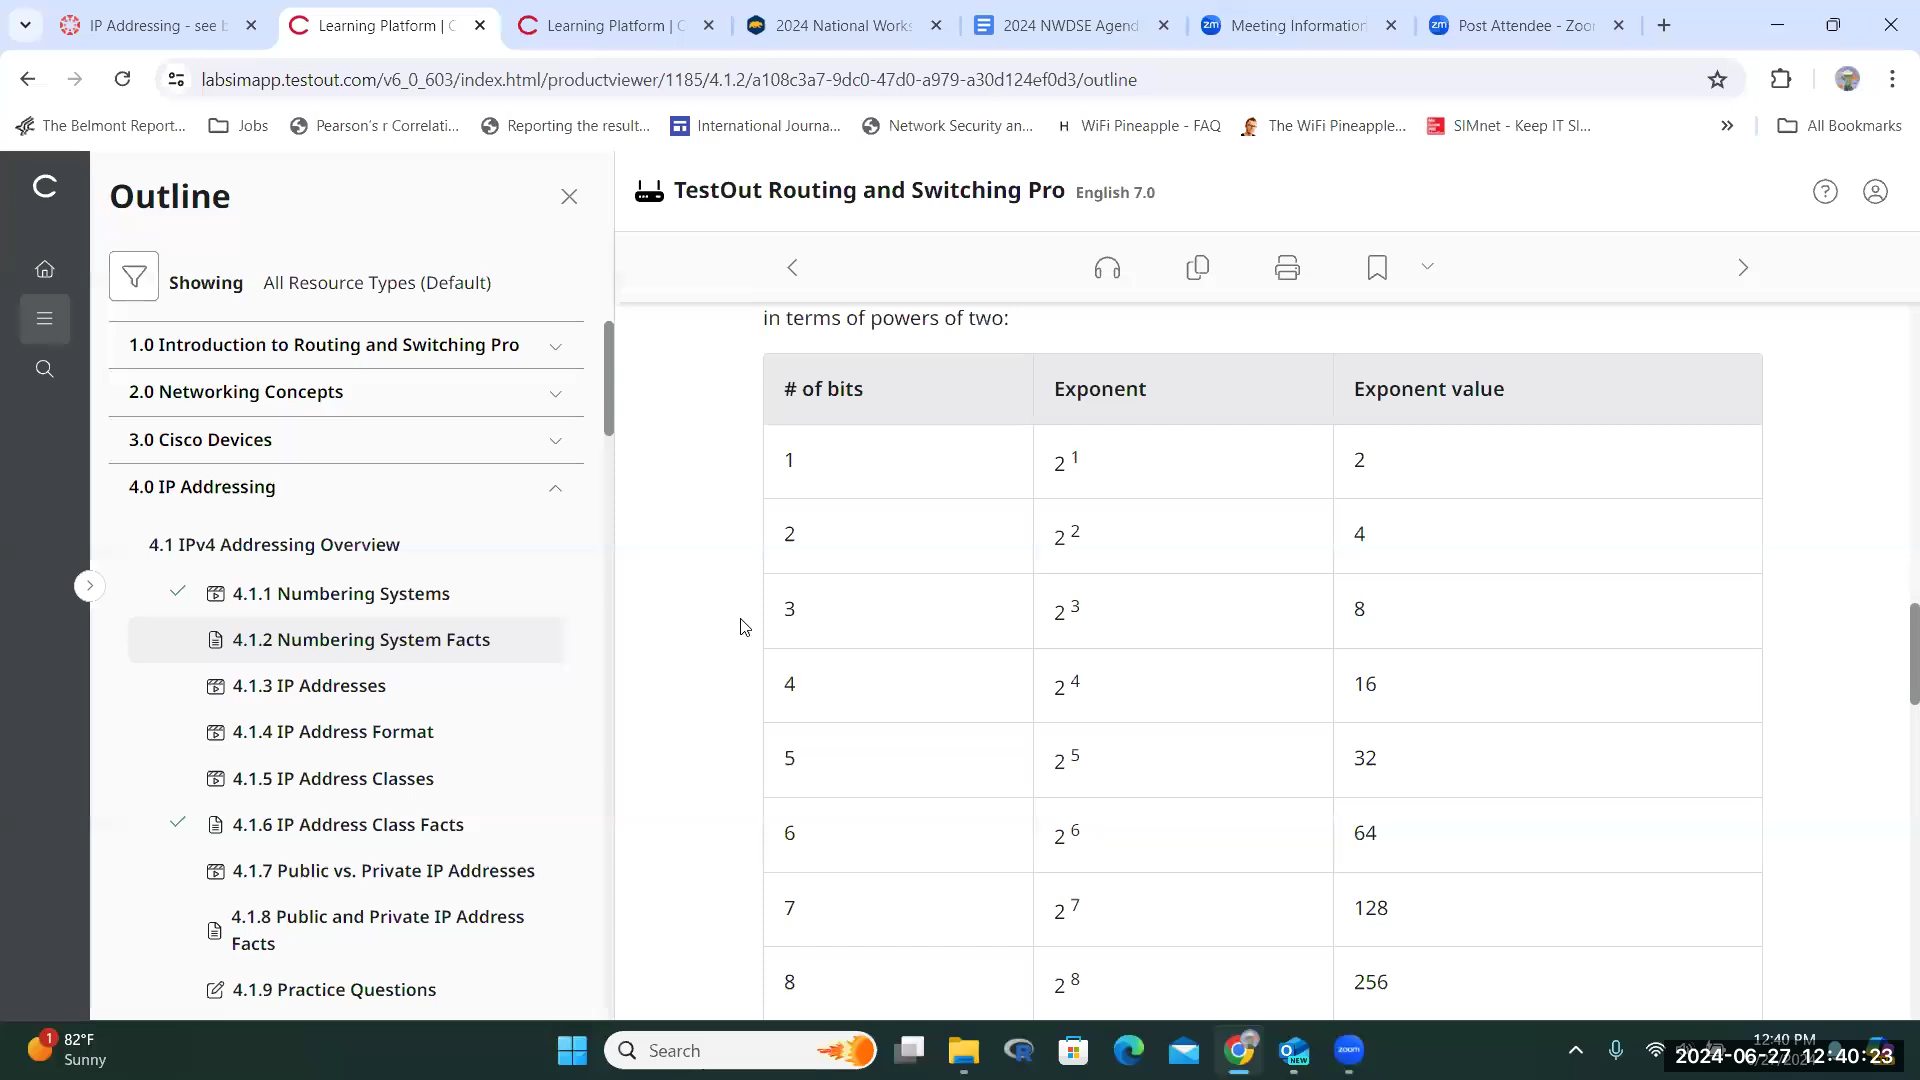 IP Addressing - see b
Learning Platform | C
Learning Platform | C
2024 National Works
2024 NWDSE Agend
Meeting Information
Post Attendee - Zoo
labsimapp.testout.com/v6_0_603/index.html/productviewer/1185/4.1.2/a108c3a7-9dc0-47d0-a979-a30d124ef0d3/outline
The Belmont Report...
Jobs
Pearson's r Correlati...
Reporting the result...
International Journa...
Network Security an...
H WiFi Pineapple - FAQ
The WiFi Pineapple...
SIMnet - Keep IT SI...
All Bookmarks
Outline
Showing All Resource Types (Default)
1.0 Introduction to Routing and Switching Pro
2.0 Networking Concepts
3.0 Cisco Devices
4.0 IP Addressing
4.1 IPv4 Addressing Overview
4.1.1 Numbering Systems
4.1.2 Numbering System Facts
4.1.3 IP Addresses
4.1.4 IP Address Format
4.1.5 IP Address Classes
4.1.6 IP Address Class Facts
4.1.7 Public vs. Private IP Addresses
4.1.8 Public and Private IP Address
Facts
4.1.9 Practice Questions
TestOut Routing and Switching Pro English 7.0
in terms of powers of two:
# of bits Exponent Exponent value
1 2 1 2
2 2 2 4
3 2 3 8
4 2 4 16
5 2 5 32
6 2 6 64
7 2 7 128
8 2 8 256
1
82°F
Sunny
Search
R
NEW
zoom
12:40 PM
2024-06-27 12:40:23